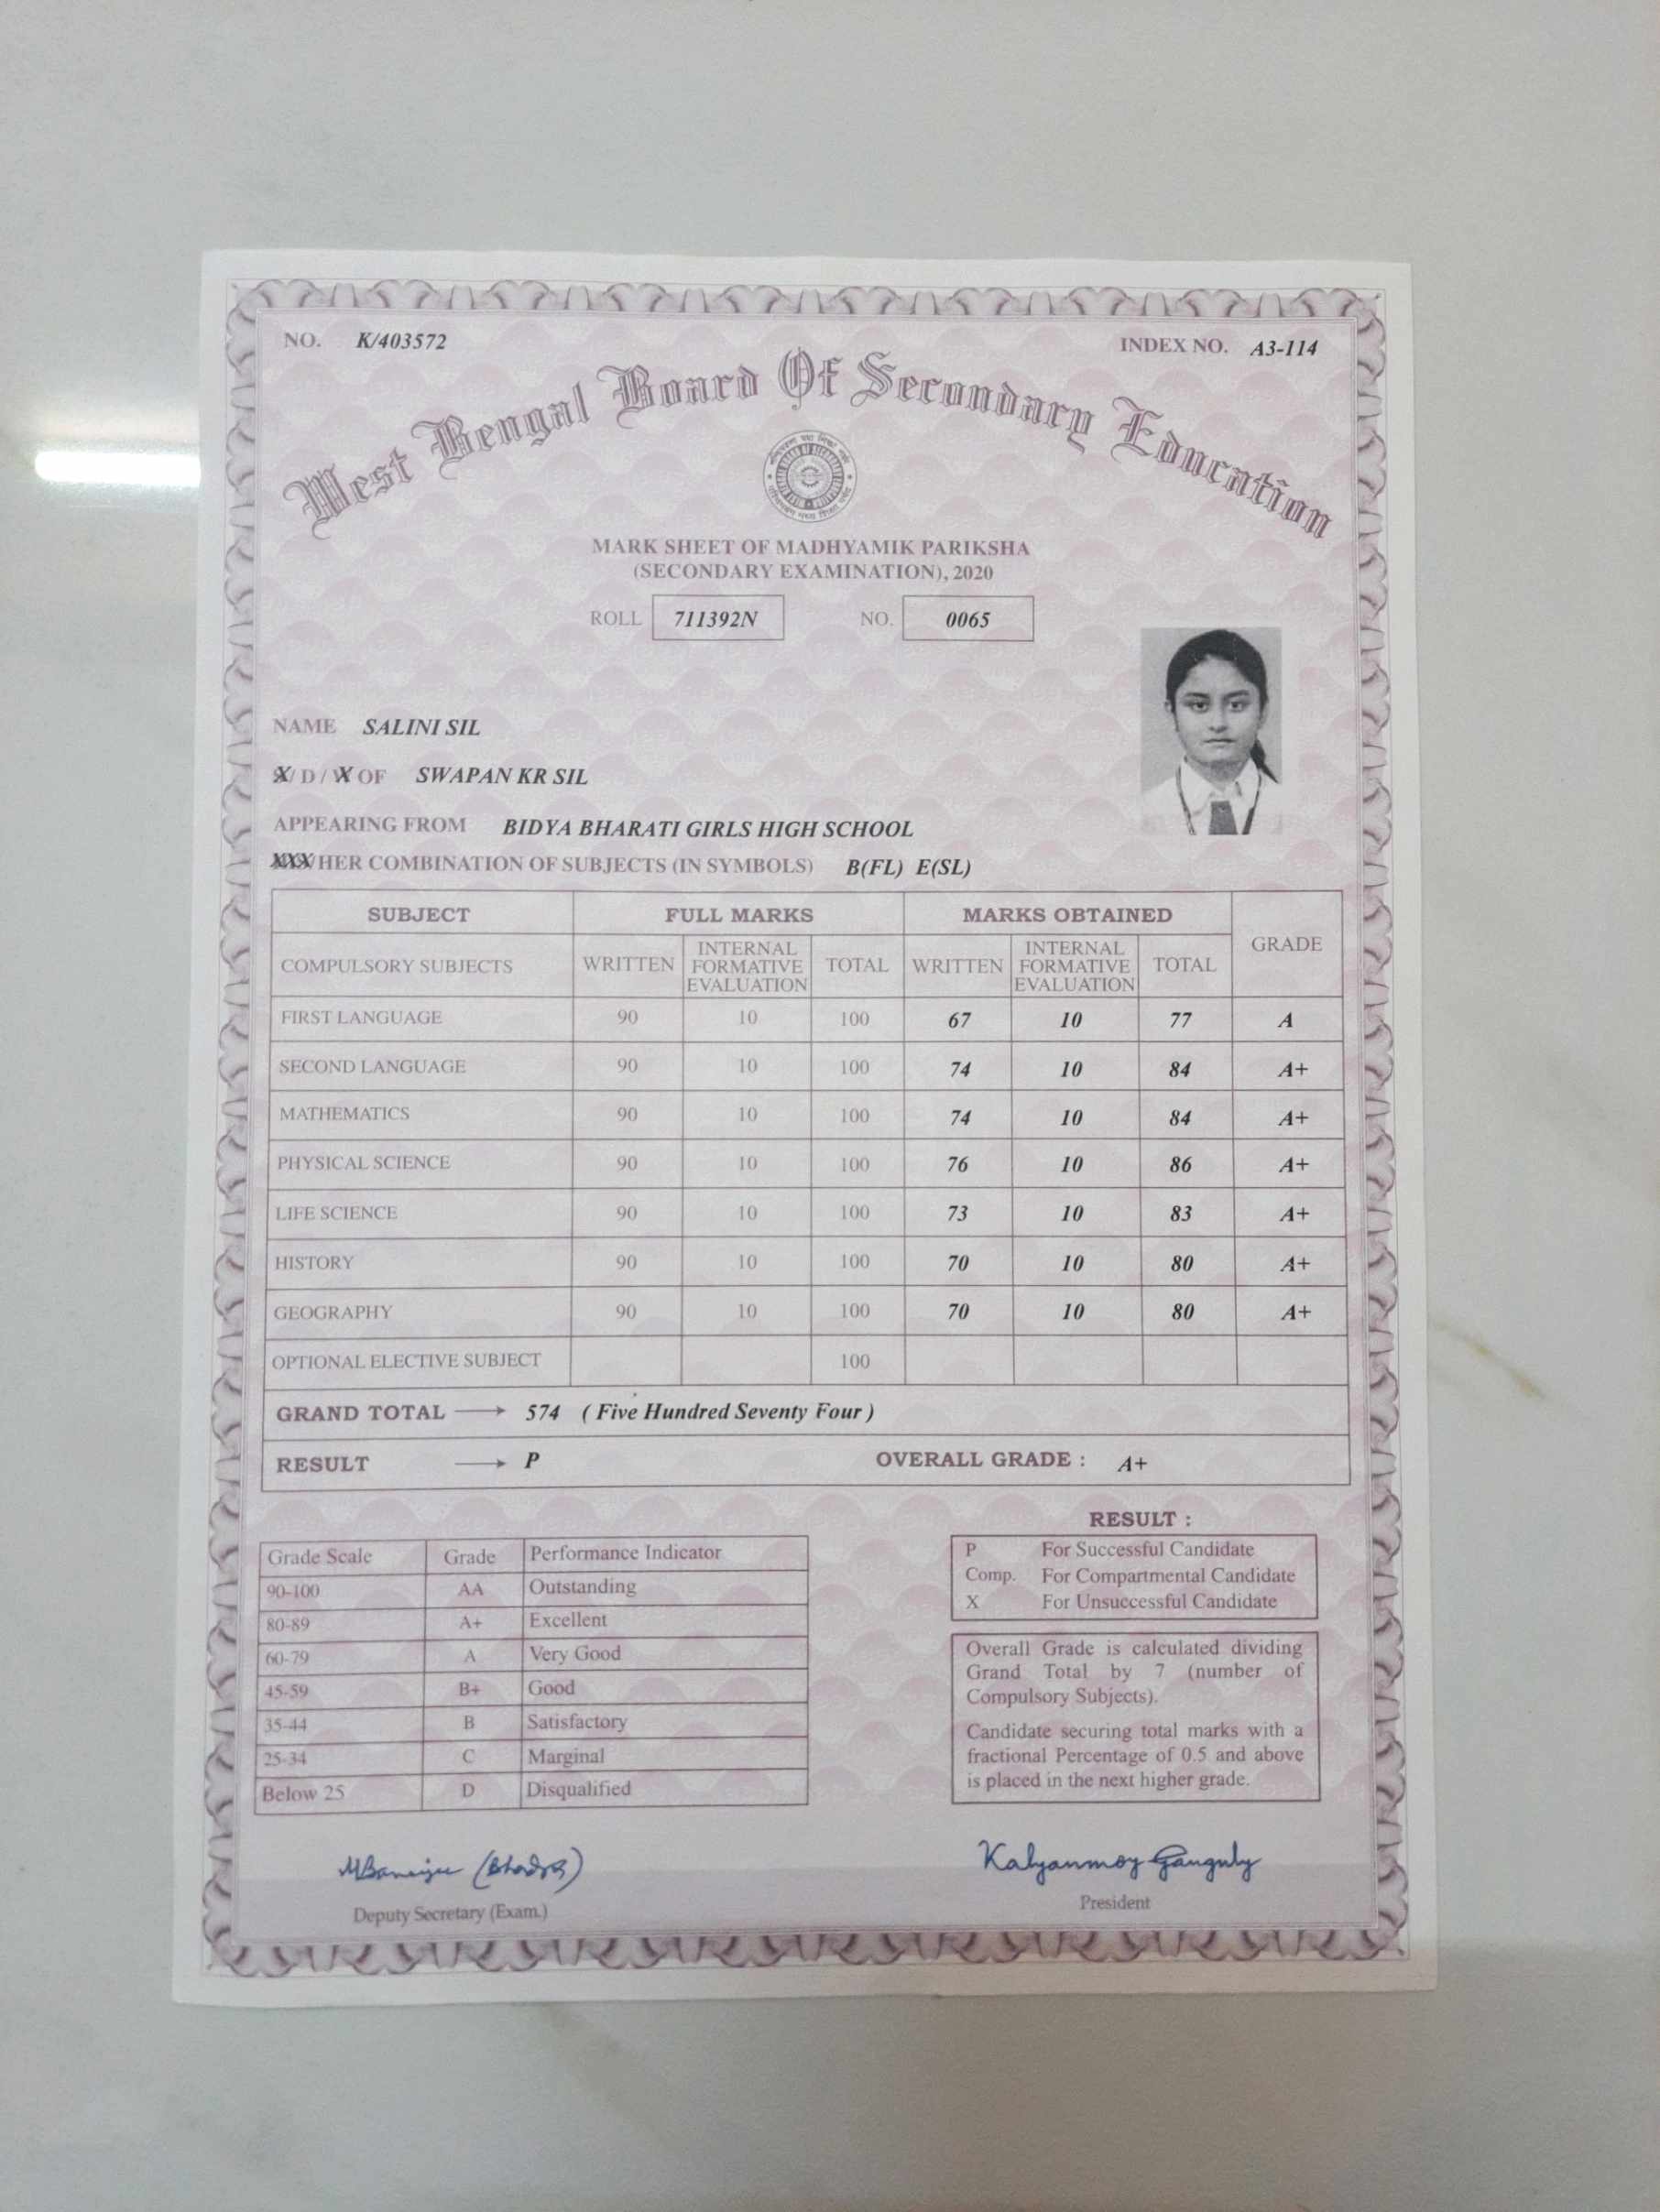 NO. K/403572 INDEX NO. A3-114
West Bengal Board Of Secondary Education
MARK SHEET OF MADHYAMIK PARIKSHA
(SECONDARY EXAMINATION), 2020
ROLL 711392N NO. 0065
NAME SALINI SIL
X/ D / X OF SWAPAN KR SIL
APPEARING FROM BIDYA BHARATI GIRLS HIGH SCHOOL
XXX/HER COMBINATION OF SUBJECTS (IN SYMBOLS) B(FL) E(SL)
SUBJECT FULL MARKS MARKS OBTAINED GRADE
COMPULSORY SUBJECTS WRITTEN INTERNAL FORMATIVE EVALUATION TOTAL WRITTEN INTERNAL FORMATIVE EVALUATION TOTAL
FIRST LANGUAGE 90 10 100 67 10 77 A
SECOND LANGUAGE 90 10 100 74 10 84 A+
MATHEMATICS 90 10 100 74 10 84 A+
PHYSICAL SCIENCE 90 10 100 76 10 86 A+
LIFE SCIENCE 90 10 100 73 10 83 A+
HISTORY 90 10 100 70 10 80 A+
GEOGRAPHY 90 10 100 70 10 80 A+
OPTIONAL ELECTIVE SUBJECT 100
GRAND TOTAL → 574 ( Five Hundred Seventy Four )
RESULT → P OVERALL GRADE : A+
Grade Scale Grade Performance Indicator
90-100 AA Outstanding
80-89 A+ Excellent
60-79 A Very Good
45-59 B+ Good
35-44 B Satisfactory
25-34 C Marginal
Below 25 D Disqualified
RESULT :
P For Successful Candidate
Comp. For Compartmental Candidate
X For Unsuccessful Candidate
Overall Grade is calculated dividing
Grand Total by 7 (number of
Compulsory Subjects).
Candidate securing total marks with a
fractional Percentage of 0.5 and above
is placed in the next higher grade.
Kalyanmoy Ganguly
Deputy Secretary (Exam.)
President